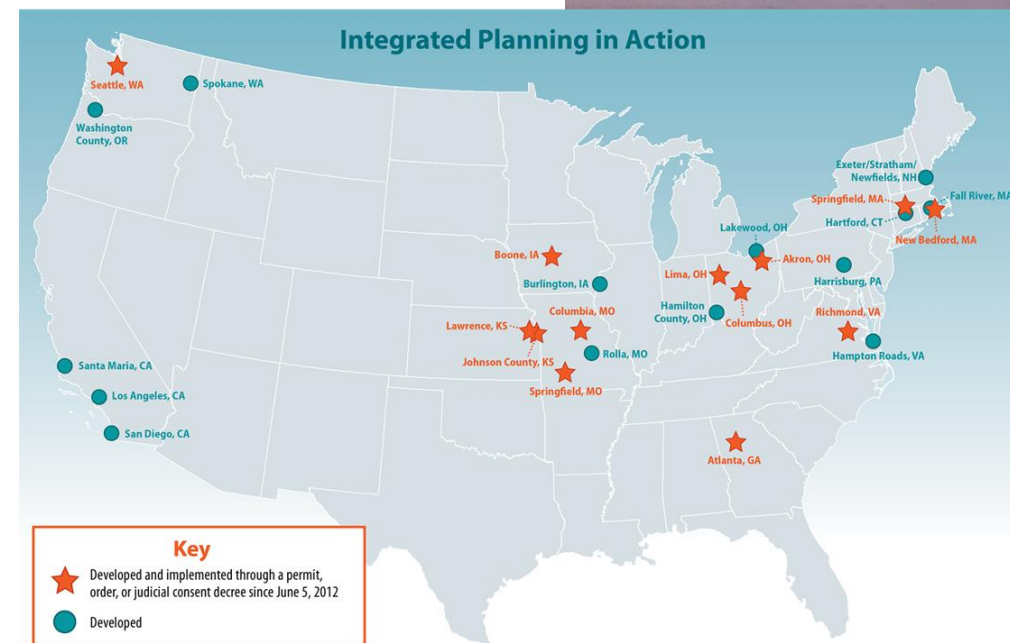 Integrated Planning in Action
Seattle, WA
Spokane, WA
Washington
County, OR
Exeter/Stratham/
Newfields, NH
Springfield, MA
Fall River, MA
Hartford, CT
New Bedford, MA
Lakewood, OH
Akron, OH
Boone, IA
Lima, OH
Harrisburg, PA
Burlington, IA
Hamilton
County, OH
Columbus, OH
Richmond, VA
Columbia, MO
Lawrence, KS
Rolla, MO
Johnson County, KS
Hampton Roads, VA
Springfield, MO
Santa Maria, CA
Los Angeles, CA
San Diego, CA
Atlanta, GA
Key
Developed and implemented through a permit,
order, or judicial consent decree since June 5, 2012
Developed